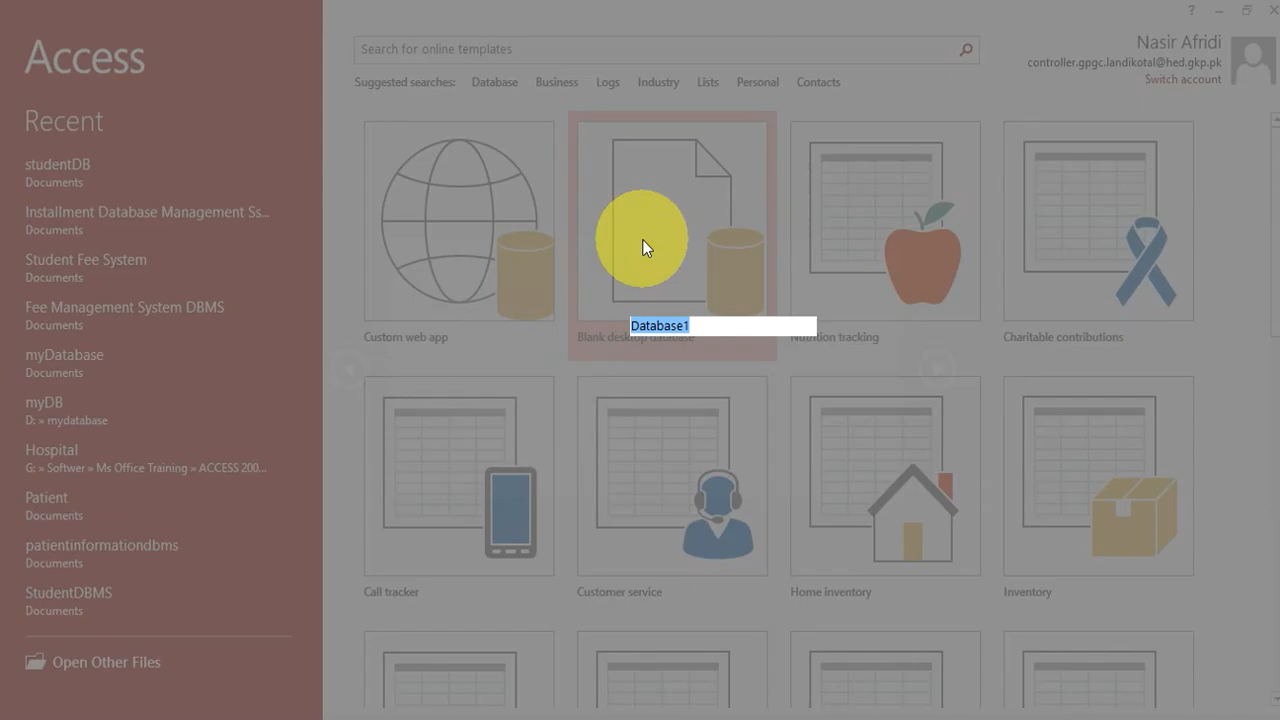 Access
Recent
studentDB
Documents
Installment Database Management Ss...
Documents
Student Fee System
Documents
Fee Management System DBMS
Documents
myDatabase
Documents
myDB
D: » mydatabase
Hospital
G: » Softwer » Ms Office Training » ACCESS 200...
Patient
Documents
patientinformationdbms
Documents
StudentDBMS
Documents
Open Other Files
?
Search for online templates
Suggested searches: Database Business Logs Industry Lists Personal Contacts
Nasir Afridi
controller.gpgc.landikotal@hed.gkp.pk
Switch account
Database1
Custom web app
Blank desktop database
Nutrition tracking
Charitable contributions
Call tracker
Customer service
Home inventory
Inventory